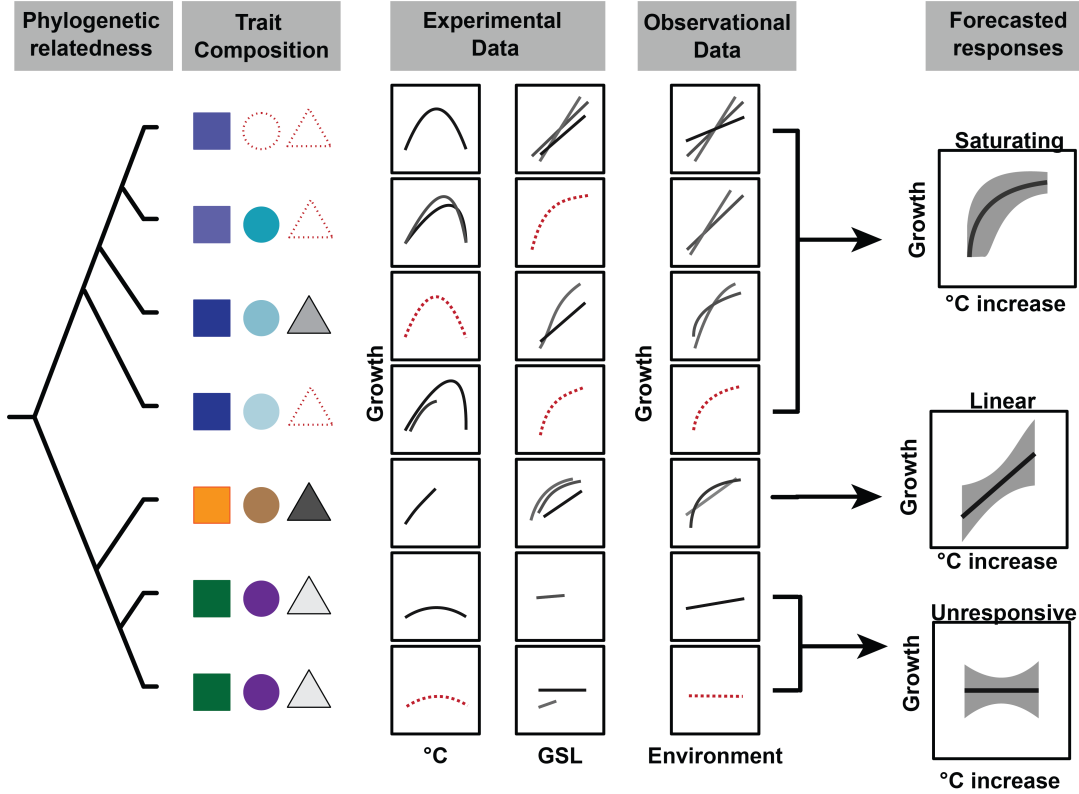 Phylogenetic
relatedness
Trait
Composition
Experimental
Data
Observational
Data
Forecasted
responses
Growth
Growth
°C
GSL
Environment
Saturating
Growth
°C increase
Linear
Growth
°C increase
Unresponsive
Growth
°C increase